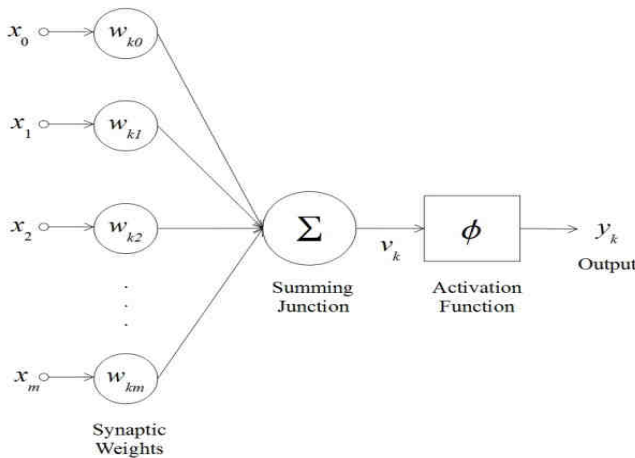 x0 wk0
x1 wk1
x2 wk2
Σ
vk
ϕ
yk
Output
Summing
Junction
Activation
Function
.
.
.
xm wkm
Synaptic
Weights